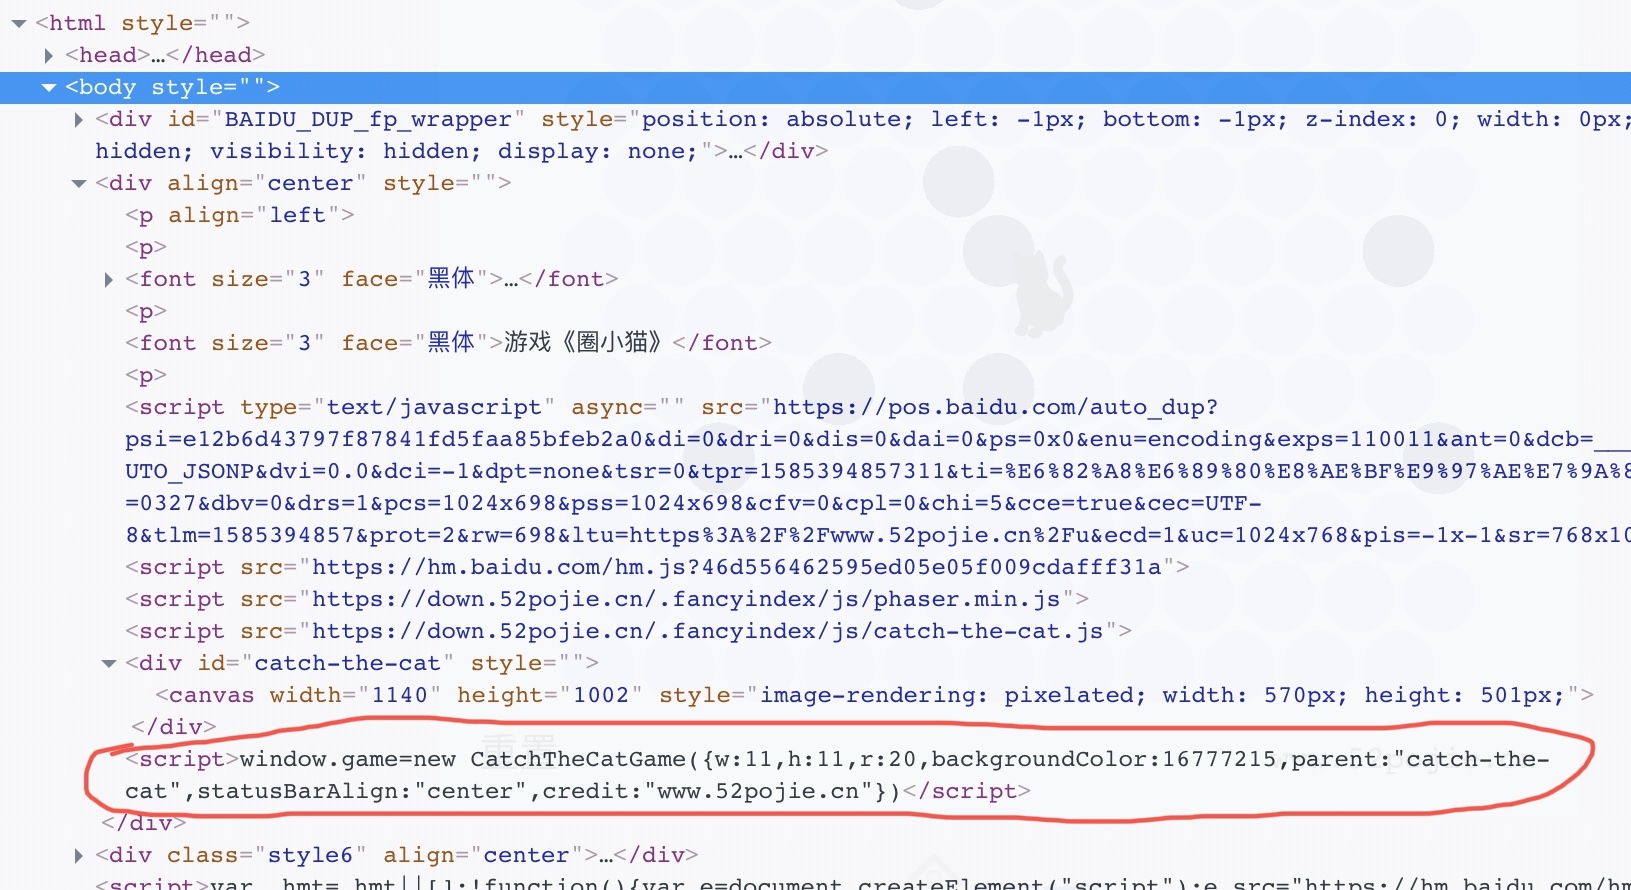 <html style="">
<head>…</head>
<body style="">
<div id="BAIDU_DUP_fp_wrapper" style="position: absolute; left: -1px; bottom: -1px; z-index: 0; width: 0px;
hidden; visibility: hidden; display: none;">…</div>
<div align="center" style="">
<p align="left">
<p>
<font size="3" face="黑体">…</font>
<p>
<font size="3" face="黑体">游戏《圈小猫》</font>
<p>
<script type="text/javascript" async="" src="https://pos.baidu.com/auto_dup?
psi=e12b6d43797f87841fd5faa85bfeb2a0&di=0&dri=0&dis=0&dai=0&ps=0x0&enu=encoding&exps=110011&ant=0&dcb=___
UTO_JSONP&dvi=0.0&dci=-1&dpt=none&tsr=0&tpr=1585394857311&ti=%E6%82%A8%E6%89%80%E8%AE%BF%E9%97%AE%E7%9A%8
=0327&dbv=0&drs=1&pcs=1024x698&pss=1024x698&cfv=0&cpl=0&chi=5&cce=true&cec=UTF-
8&tlm=1585394857&prot=2&rw=698&ltu=https%3A%2F%2Fwww.52pojie.cn%2Fu&ecd=1&uc=1024x768&pis=-1x-1&sr=768x10
<script src="https://hm.baidu.com/hm.js?46d556462595ed05e05f009cdafff31a">
<script src="https://down.52pojie.cn/.fancyindex/js/phaser.min.js">
<script src="https://down.52pojie.cn/.fancyindex/js/catch-the-cat.js">
<div id="catch-the-cat" style="">
<canvas width="1140" height="1002" style="image-rendering: pixelated; width: 570px; height: 501px;">
</div>
重置
<script>window.game=new CatchTheCatGame({w:11,h:11,r:20,backgroundColor:16777215,parent:"catch-the-
cat",statusBarAlign:"center",credit:"www.52pojie.cn"})</script>
</div>
<div class="style6" align="center">…</div>
<script>var _hmt=_hmt||[];!function(){var e=document.createElement("script");e.src="https://hm.baidu.com/hm